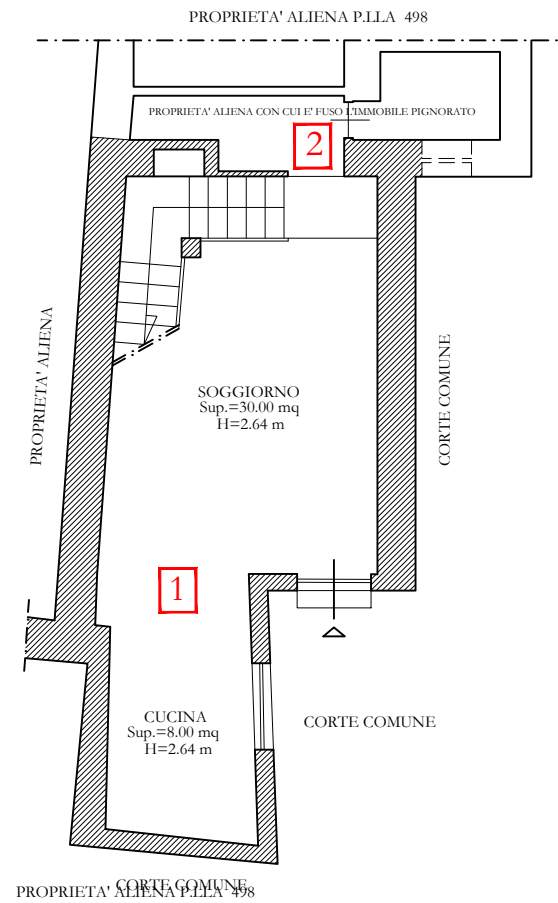 PROPRIETA' ALIENA P.LLA 498
PROPRIETA' ALIENA CON CUI E' FUSO L'IMMOBILE PIGNORATO
2
PROPRIETA' ALIENA
CORTE COMUNE
SOGGIORNO
Sup.=30.00 mq
H=2.64 m
1
CUCINA
Sup.=8.00 mq
H=2.64 m
CORTE COMUNE
CORTE COMUNE
PROPRIETA' ALIENA P.LLA 498